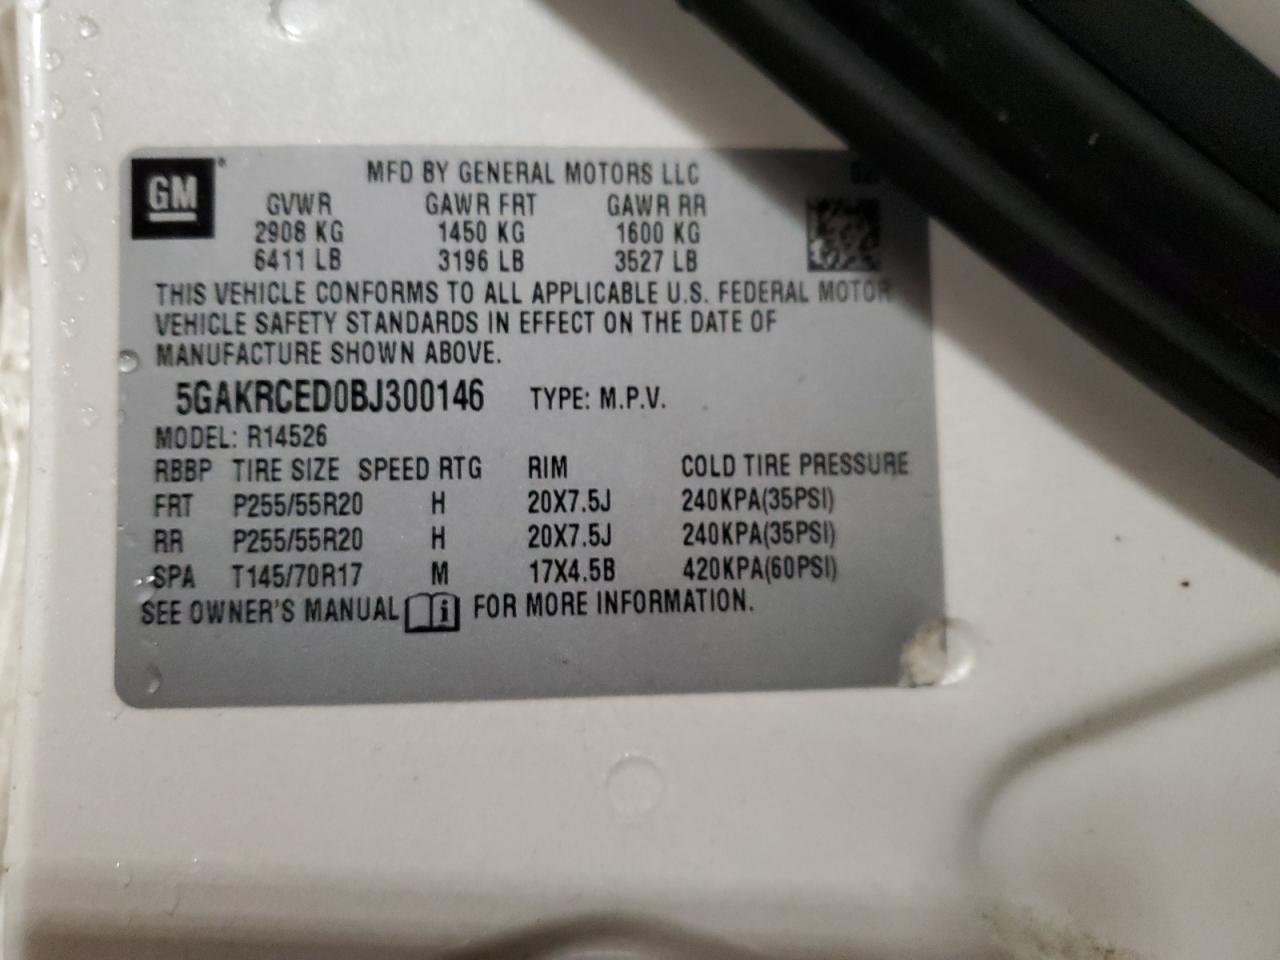 GM
MFD BY GENERAL MOTORS LLC
GVWR GAWR FRT GAWR RR
2908 KG 1450 KG 1600 KG
6411 LB 3196 LB 3527 LB
THIS VEHICLE CONFORMS TO ALL APPLICABLE U.S. FEDERAL MOTOR
VEHICLE SAFETY STANDARDS IN EFFECT ON THE DATE OF
MANUFACTURE SHOWN ABOVE.
5GAKRCED0BJ300146 TYPE: M.P.V.
MODEL: R14526
RBBP TIRE SIZE SPEED RTG RIM COLD TIRE PRESSURE
FRT P255/55R20 H 20X7.5J 240KPA(35PSI)
RR P255/55R20 H 20X7.5J 240KPA(35PSI)
SPA T145/70R17 M 17X4.5B 420KPA(60PSI)
SEE OWNER'S MANUAL i FOR MORE INFORMATION.